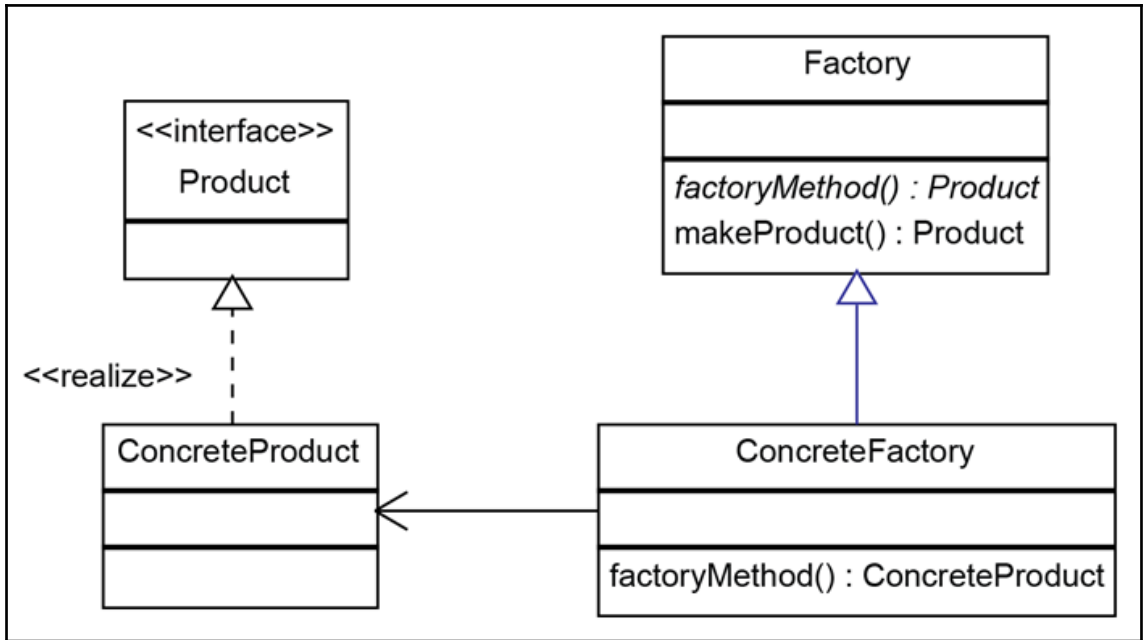 <<interface>>
Product
<<realize>>
ConcreteProduct
Factory
factoryMethod() : Product
makeProduct() : Product
ConcreteFactory
factoryMethod() : ConcreteProduct